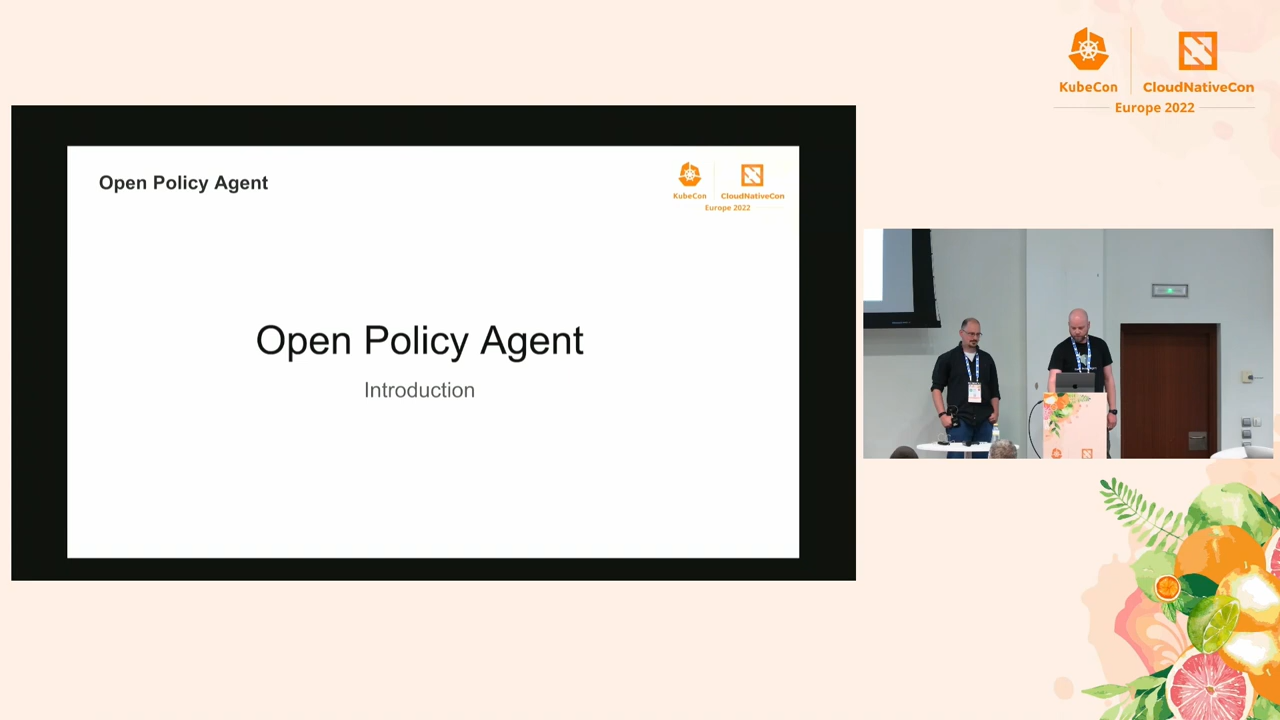 KubeCon
CloudNativeCon
Europe 2022
Open Policy Agent
KubeCon
CloudNativeCon
Europe 2022
Open Policy Agent
Introduction